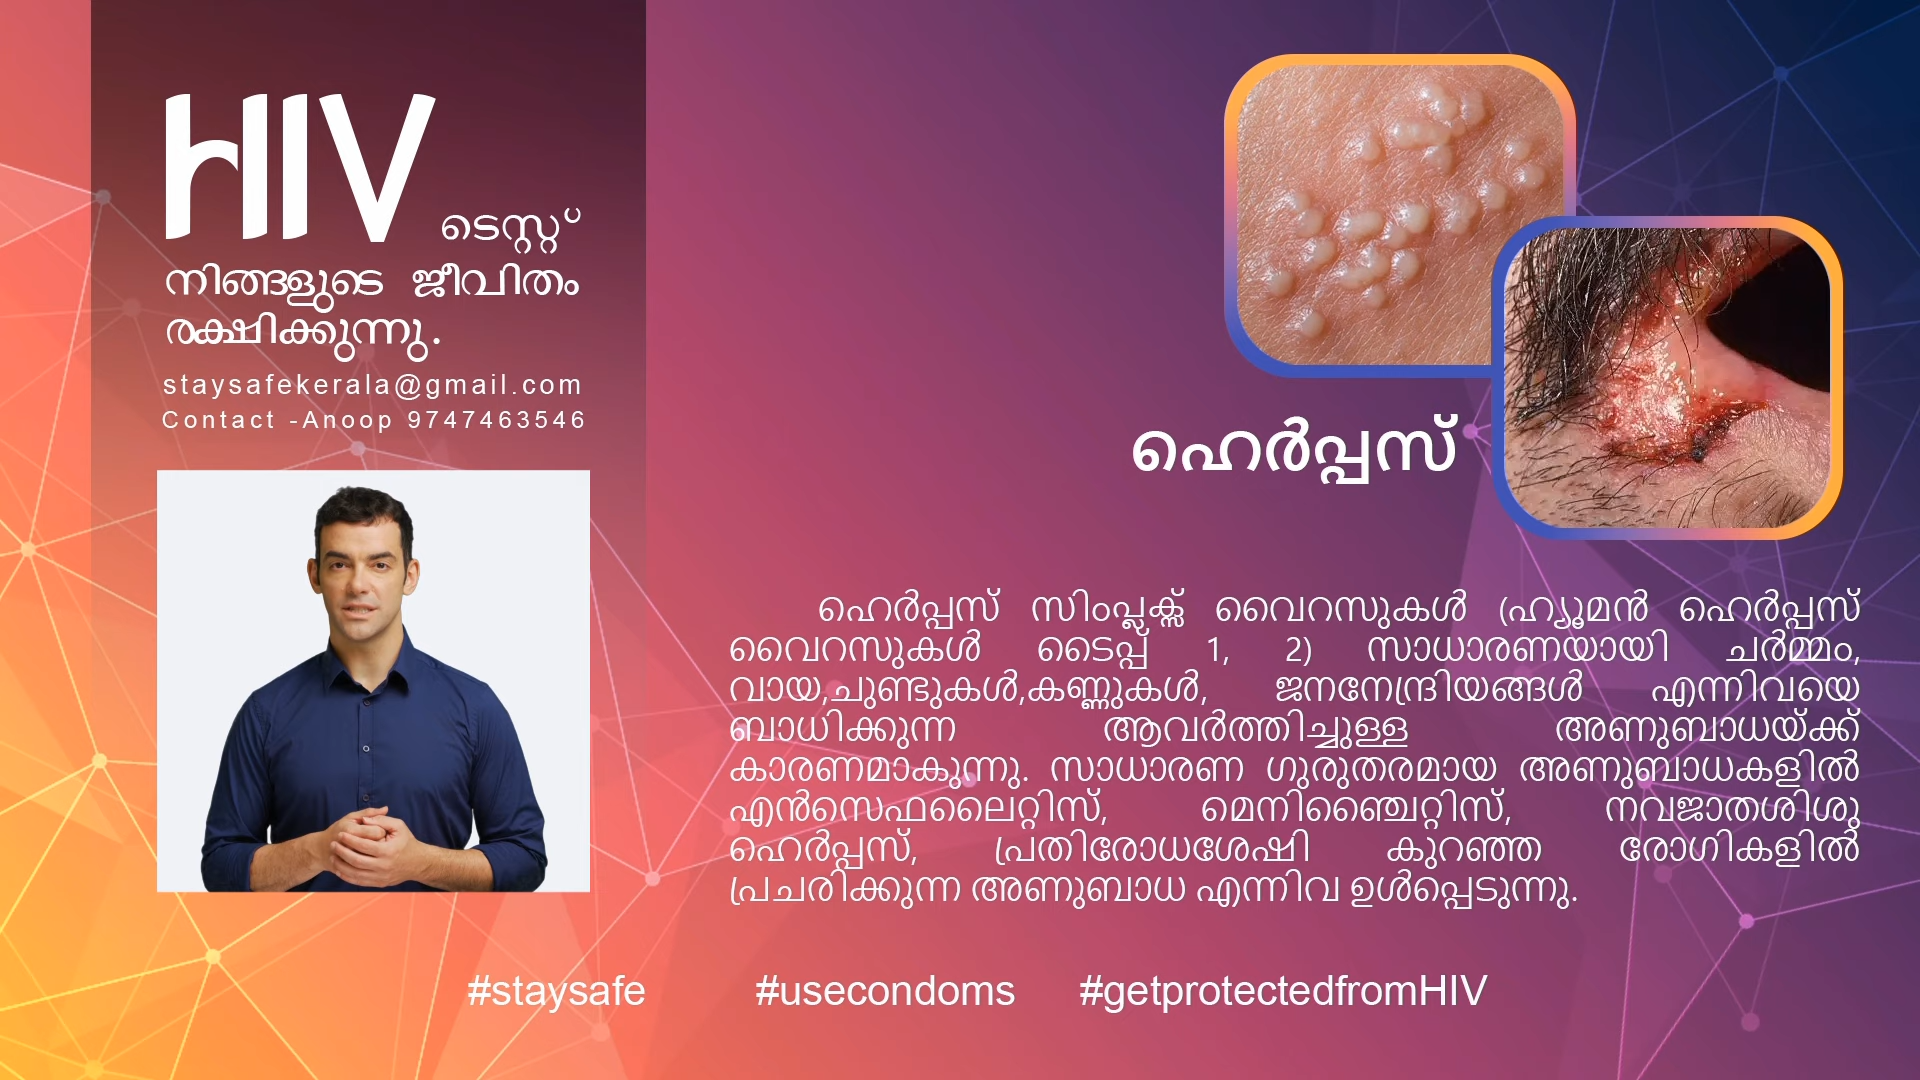 HIV ടെസ്റ്റ്
നിങ്ങളുടെ ജീവിതം
രക്ഷിക്കുന്നു.
staysafekerala@gmail.com
Contact -Anoop 9747463546
ഹെർപ്പസ്
ഹെർപ്പസ് സിംപ്ലക്സ് വൈറസുകൾ (ഹ്യൂമൻ ഹെർപ്പസ്
വൈറസുകൾ ടൈപ്പ് 1, 2) സാധാരണയായി ചർമ്മം,
വായ,ചുണ്ടുകൾ,കണ്ണുകൾ, ജനനേന്ദ്രിയങ്ങൾ എന്നിവയെ
ബാധിക്കുന്ന ആവർത്തിച്ചുള്ള അണുബാധയ്ക്ക്
കാരണമാകുന്നു. സാധാരണ ഗുരുതരമായ അണുബാധകളിൽ
എൻസെഫലൈറ്റിസ്, മെനിഞ്ചൈറ്റിസ്, നവജാതശിശു
ഹെർപ്പസ്, പ്രതിരോധശേഷി കുറഞ്ഞ രോഗികളിൽ
പ്രചരിക്കുന്ന അണുബാധ എന്നിവ ഉൾപ്പെടുന്നു.
#staysafe #usecondoms #getprotectedfromHIV